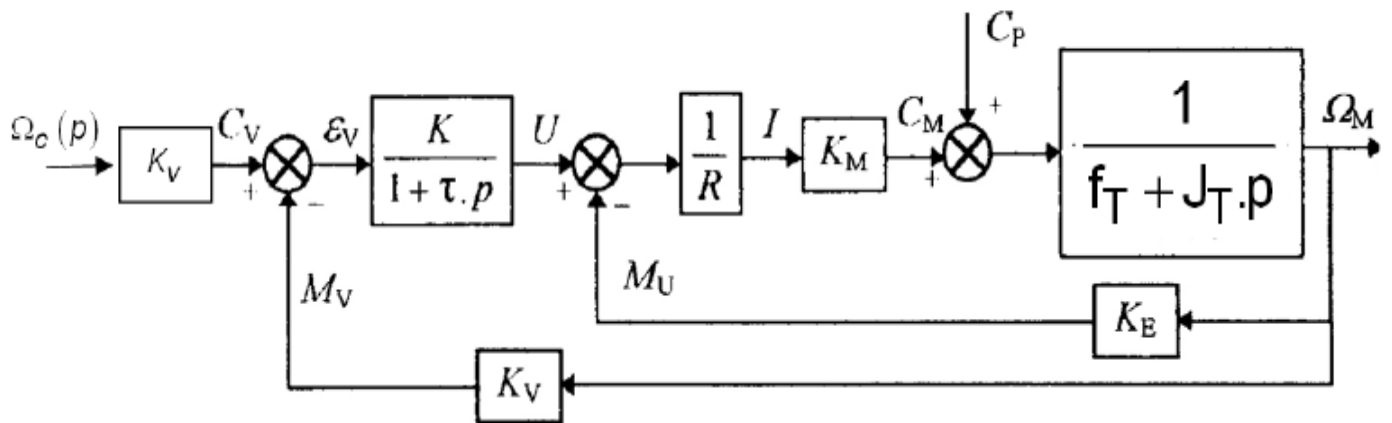 C_P
Ω_c(p)
K_V
C_V
+
−
ε_V
K
1 + τ.p
U
+
−
1
R
I
K_M
C_M
+
+
1
f_T + J_T.p
Ω_M
M_V
M_U
K_E
K_V